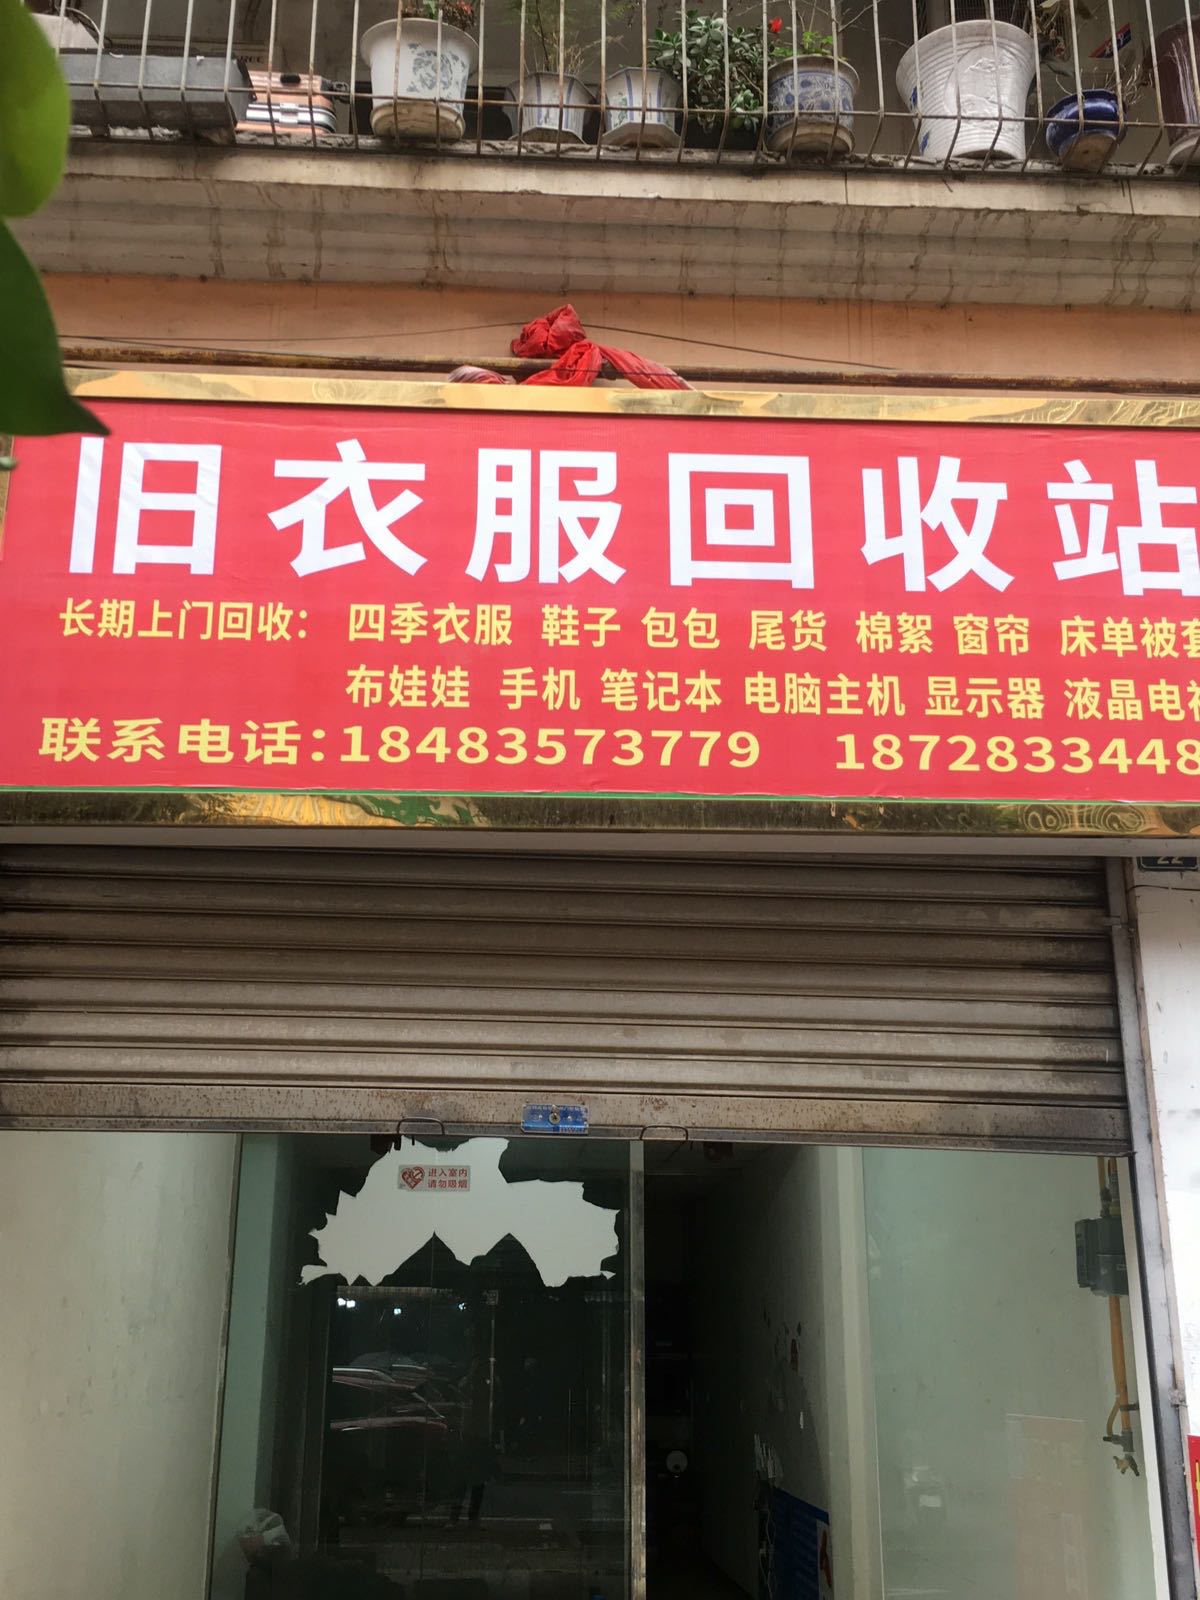 旧衣服回收站
长期上门回收： 四季衣服 鞋子 包包 尾货 棉絮 窗帘 床单被套
布娃娃 手机 笔记本 电脑主机 显示器 液晶电视
联系电话:18483573779 1872833448
22
进入室内
请勿吸烟